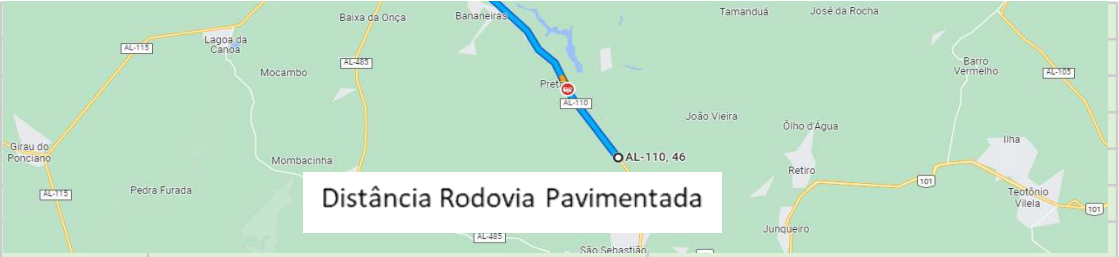 Tamanduá
José da Rocha
Baixa da Onça
Bananeiras
Lagoa da
Canoa
AL-115
AL-485
Mocambo
Barro
Vermelho
AL-105
AL-110
João Vieira
Ôlho d'Água
Ilha
Girau do
Ponciano
Mombacinha
AL-110, 46
Retiro
101
AL-115
Pedra Furada
Distância Rodovia Pavimentada
Teotônio
Vilela
101
Junqueiro
AL-485
São Sebastião